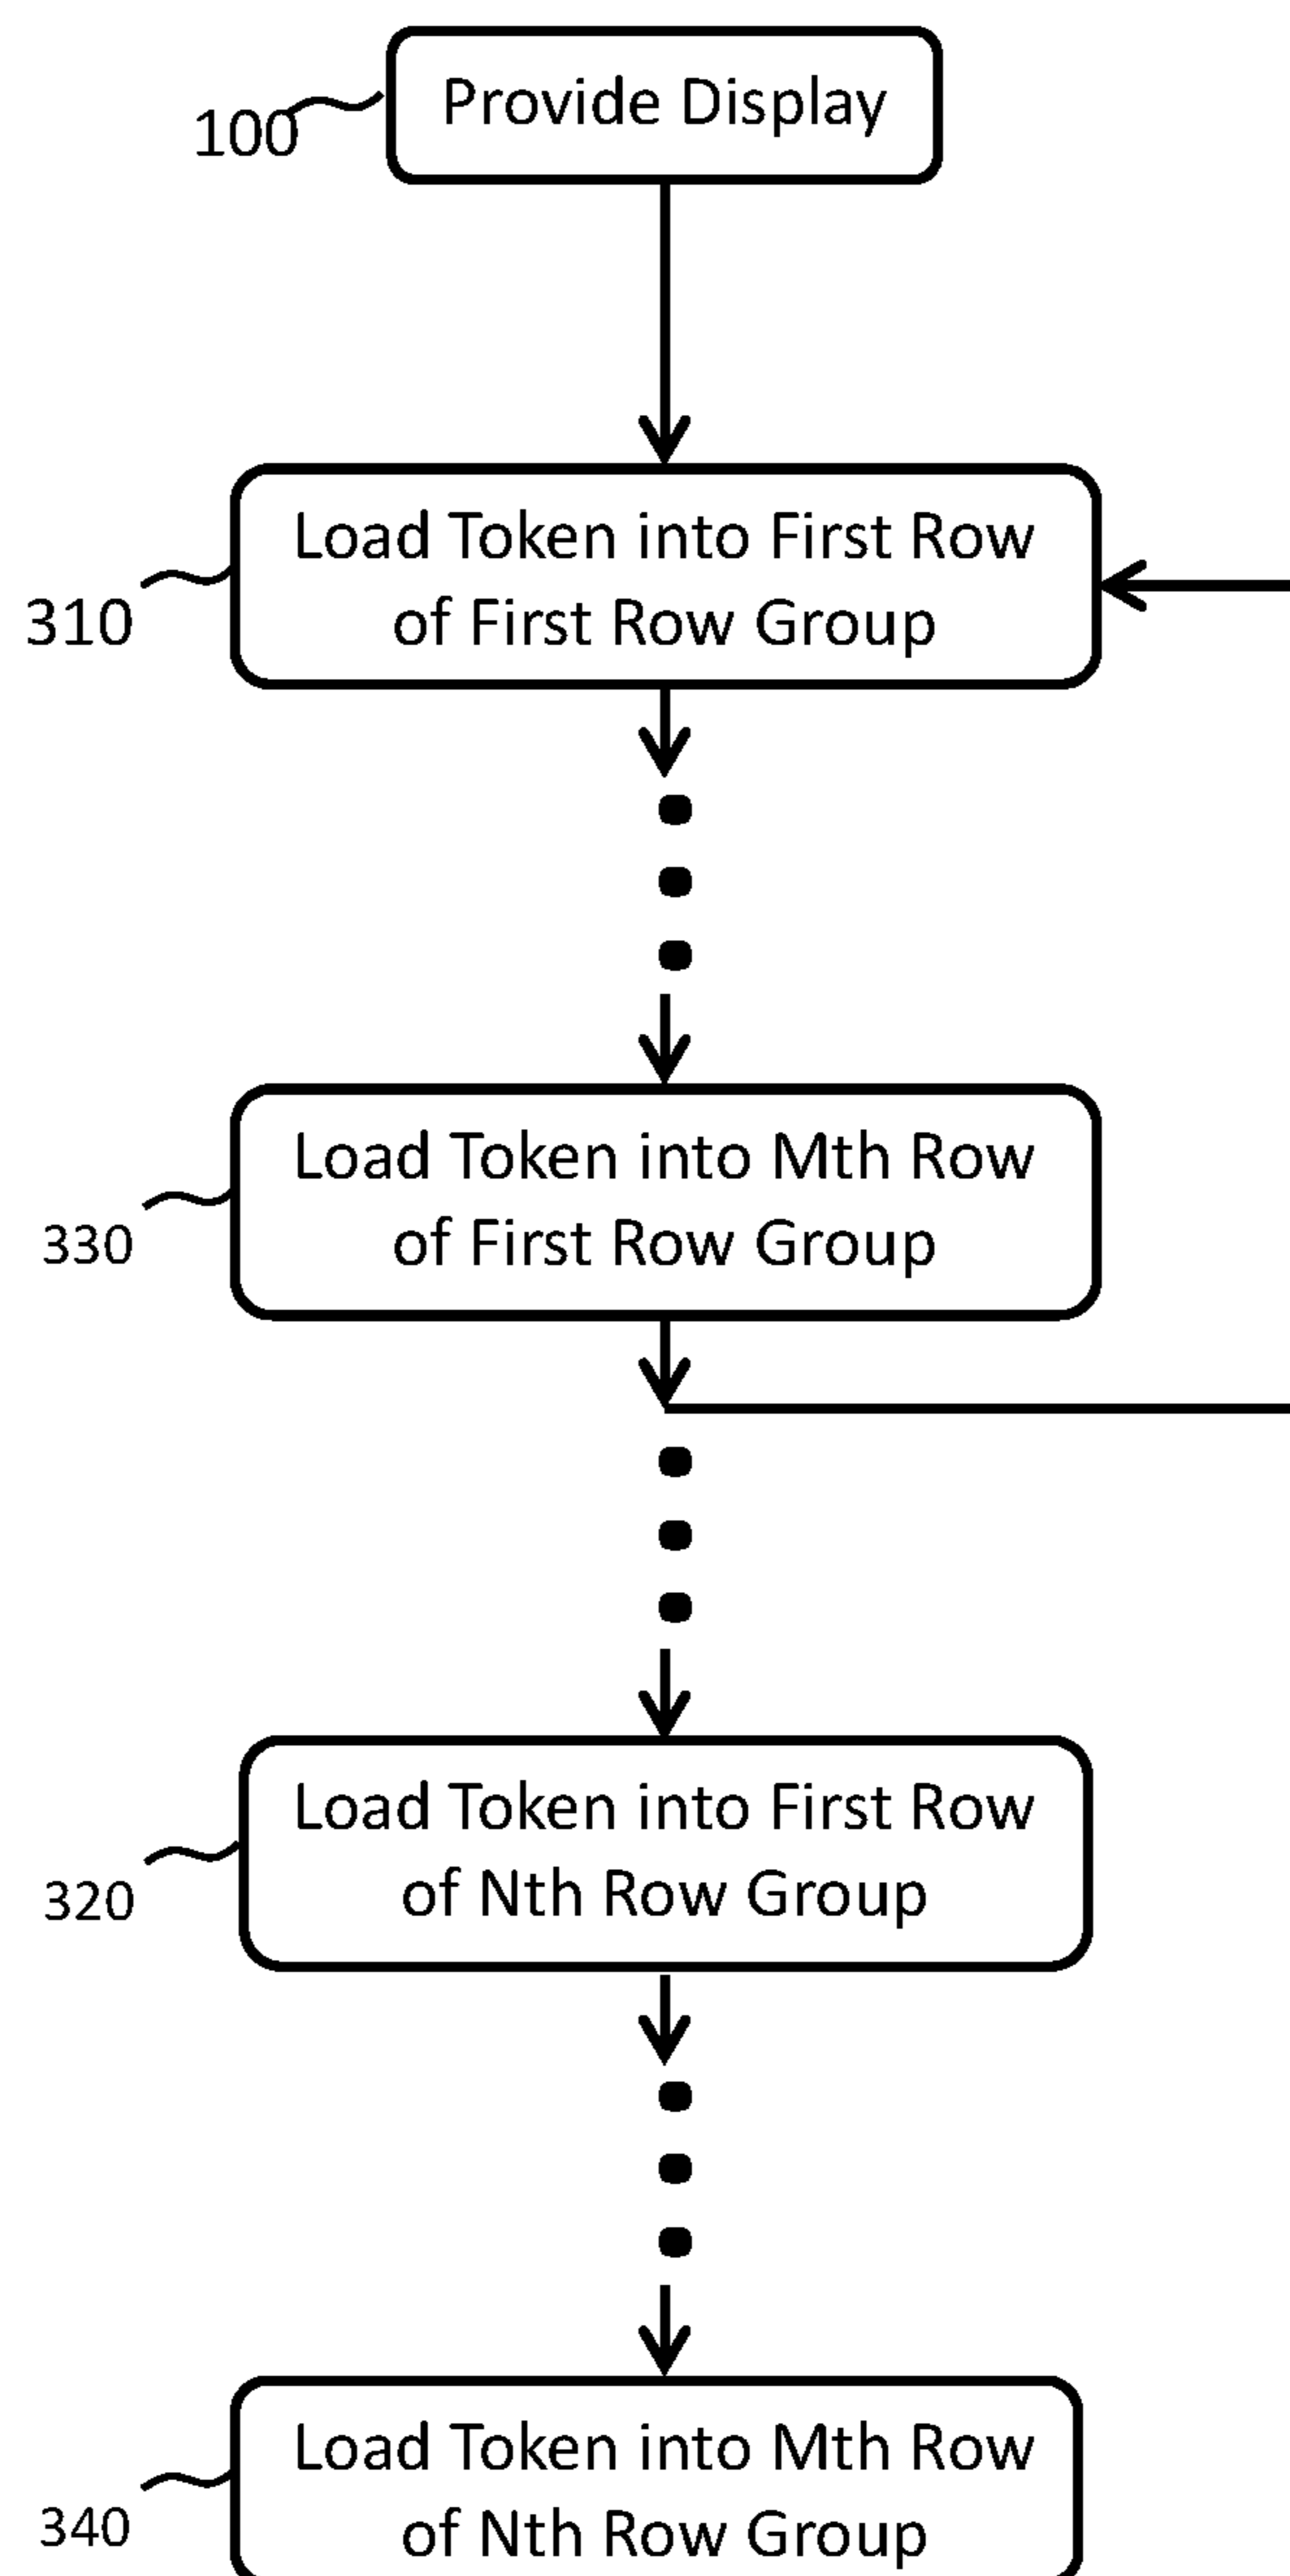 Provide Display
100
Load Token into First Row
of First Row Group
310
Load Token into Mth Row
of First Row Group
330
Load Token into First Row
of Nth Row Group
320
Load Token into Mth Row
of Nth Row Group
340